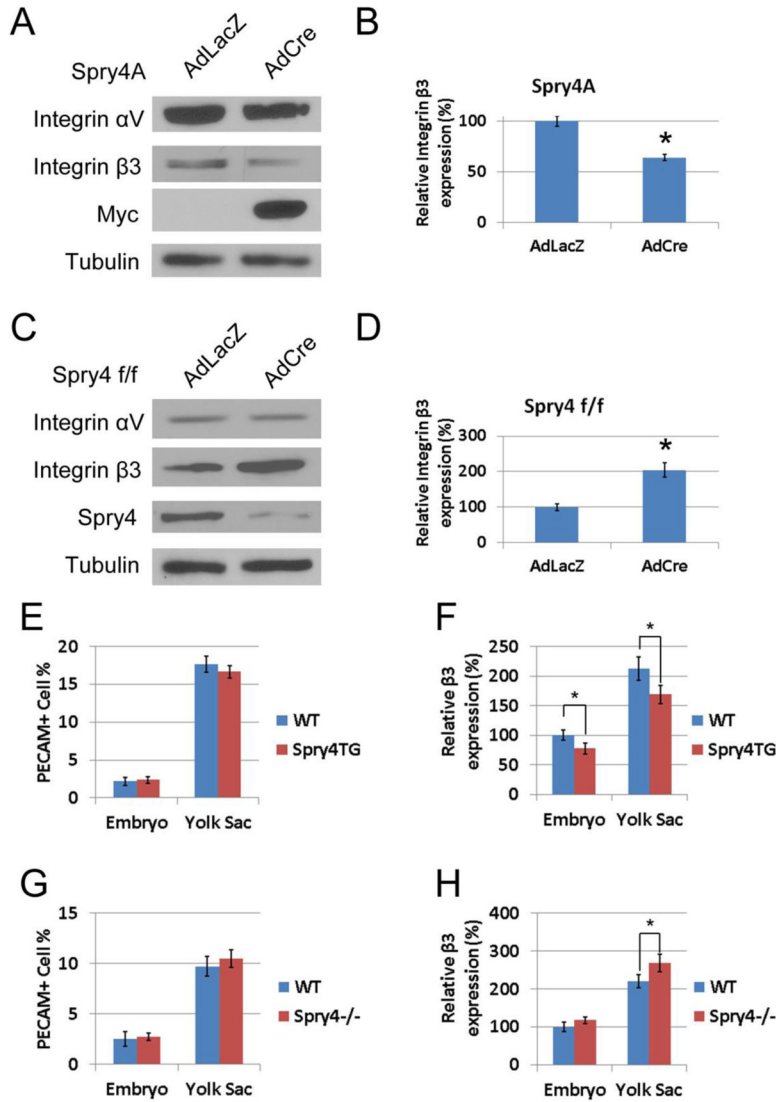 A
Spry4A
AdLacZ
AdCre
Integrin αV
Integrin β3
Myc
Tubulin
B
Spry4A
Relative Integrin β3
expression (%)
100
50
0
*
AdLacZ
AdCre
C
Spry4 f/f
AdLacZ
AdCre
Integrin αV
Integrin β3
Spry4
Tubulin
D
Spry4 f/f
Relative Integrin β3
expression (%)
300
200
100
0
*
AdLacZ
AdCre
E
PECAM+ Cell %
20
15
10
5
0
Embryo
Yolk Sac
WT
Spry4TG
F
Relative β3
expression (%)
250
200
150
100
50
0
*
*
Embryo
Yolk Sac
WT
Spry4TG
G
PECAM+ Cell %
15
10
5
0
Embryo
Yolk Sac
WT
Spry4-/-
H
Relative β3
expression (%)
400
300
200
100
0
*
Embryo
Yolk Sac
WT
Spry4-/-